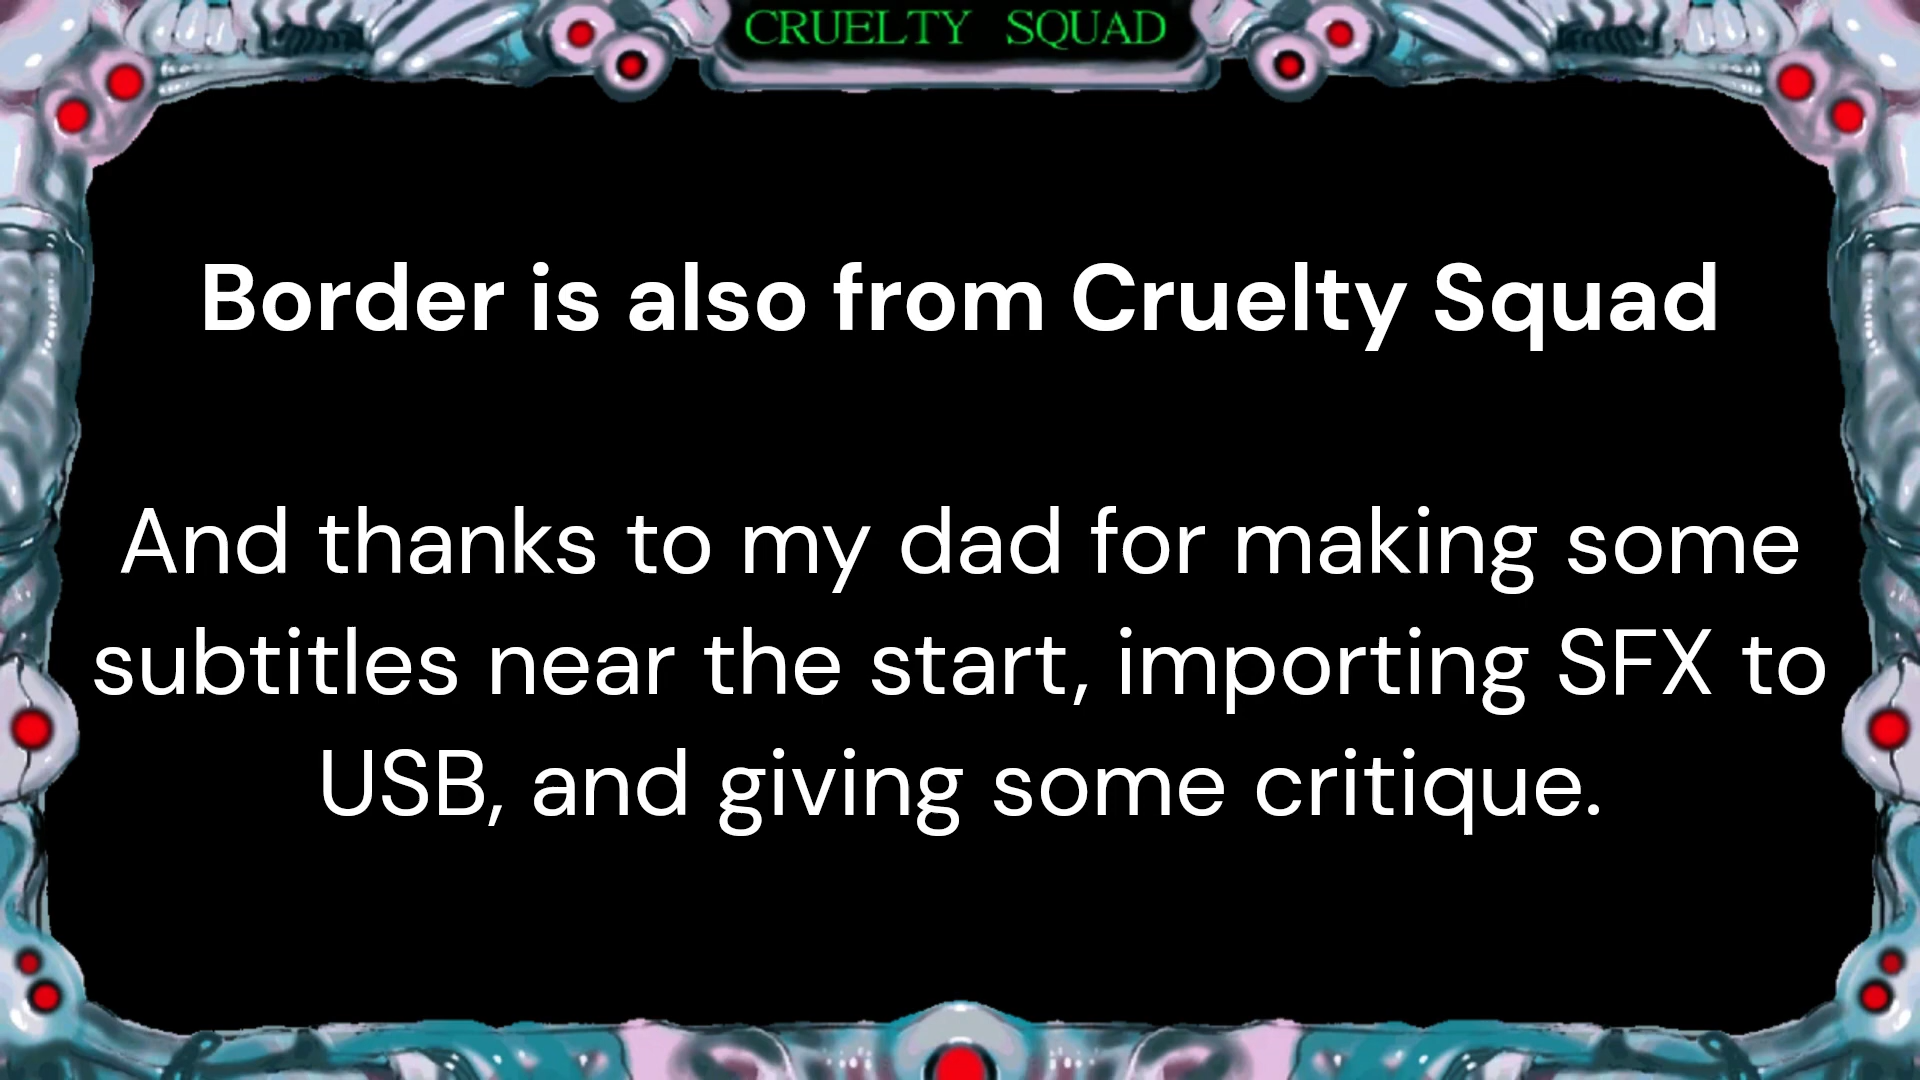 CRUELTY SQUAD
Border is also from Cruelty Squad
And thanks to my dad for making some
subtitles near the start, importing SFX to
USB, and giving some critique.